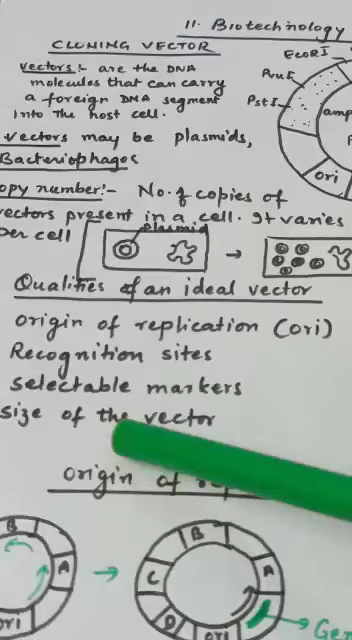 11. Biotechnology
CLONING VECTOR
EcoRI
Vectors:- are the DNA
PvuI
molecules that can carry
PstI
a foreign DNA segment
into the host cell.
amp
vectors may be plasmids,
Bacteriophages
ori
opy number:- No. of copies of
vectors present in a cell. It varies
per cell
plasmid
Qualities of an ideal vector
origin of replication (ori)
Recognition sites
selectable markers
size of the vector
origin of
B
A
ori
B
C
A
D
ori
Ge